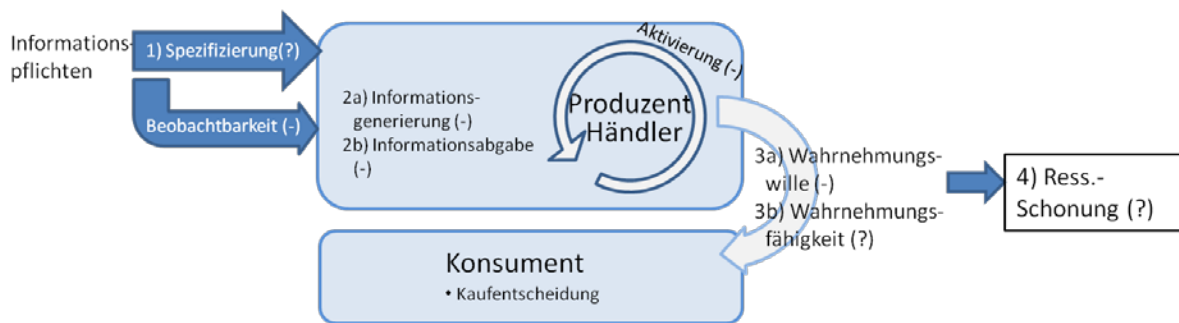 Informations-
pflichten
1) Spezifizierung(?)
Beobachtbarkeit (-)
2a) Informations-
generierung (-)
2b) Informationsabgabe
(-)
Aktivierung (-)
Produzent
Händler
3a) Wahrnehmungs-
wille (-)
3b) Wahrnehmungs-
fähigkeit (?)
4) Ress.-
Schonung (?)
Konsument
• Kaufentscheidung